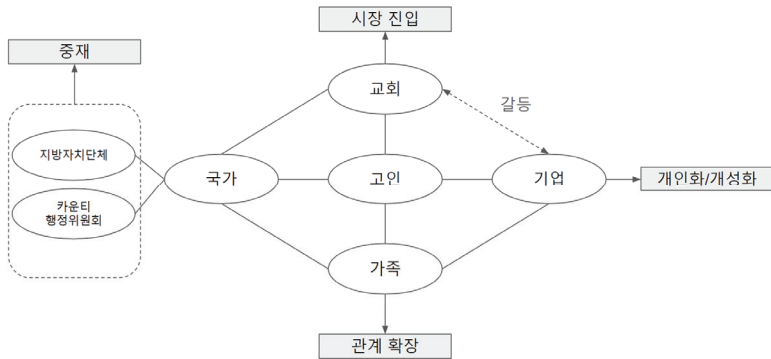 시장 진입
중재
교회
갈등
지방자치단체
국가
고인
기업
개인화/개성화
카운티
행정위원회
가족
관계 확장